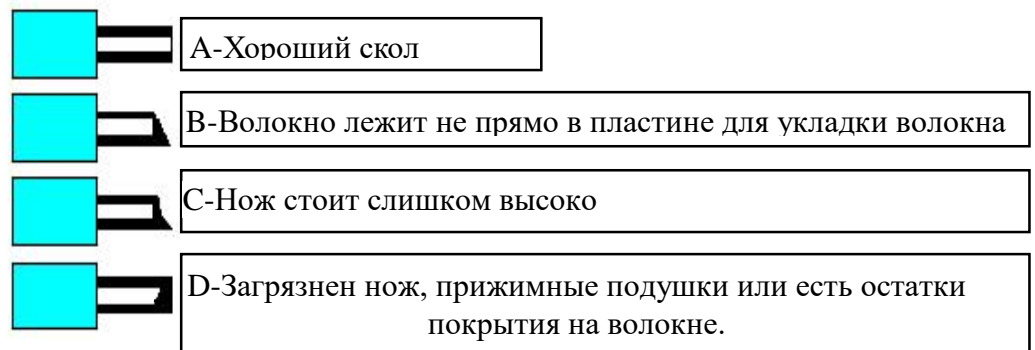 A-Хороший скол
B-Волокно лежит не прямо в пластине для укладки волокна
C-Нож стоит слишком высоко
D-Загрязнен нож, прижимные подушки или есть остатки
покрытия на волокне.